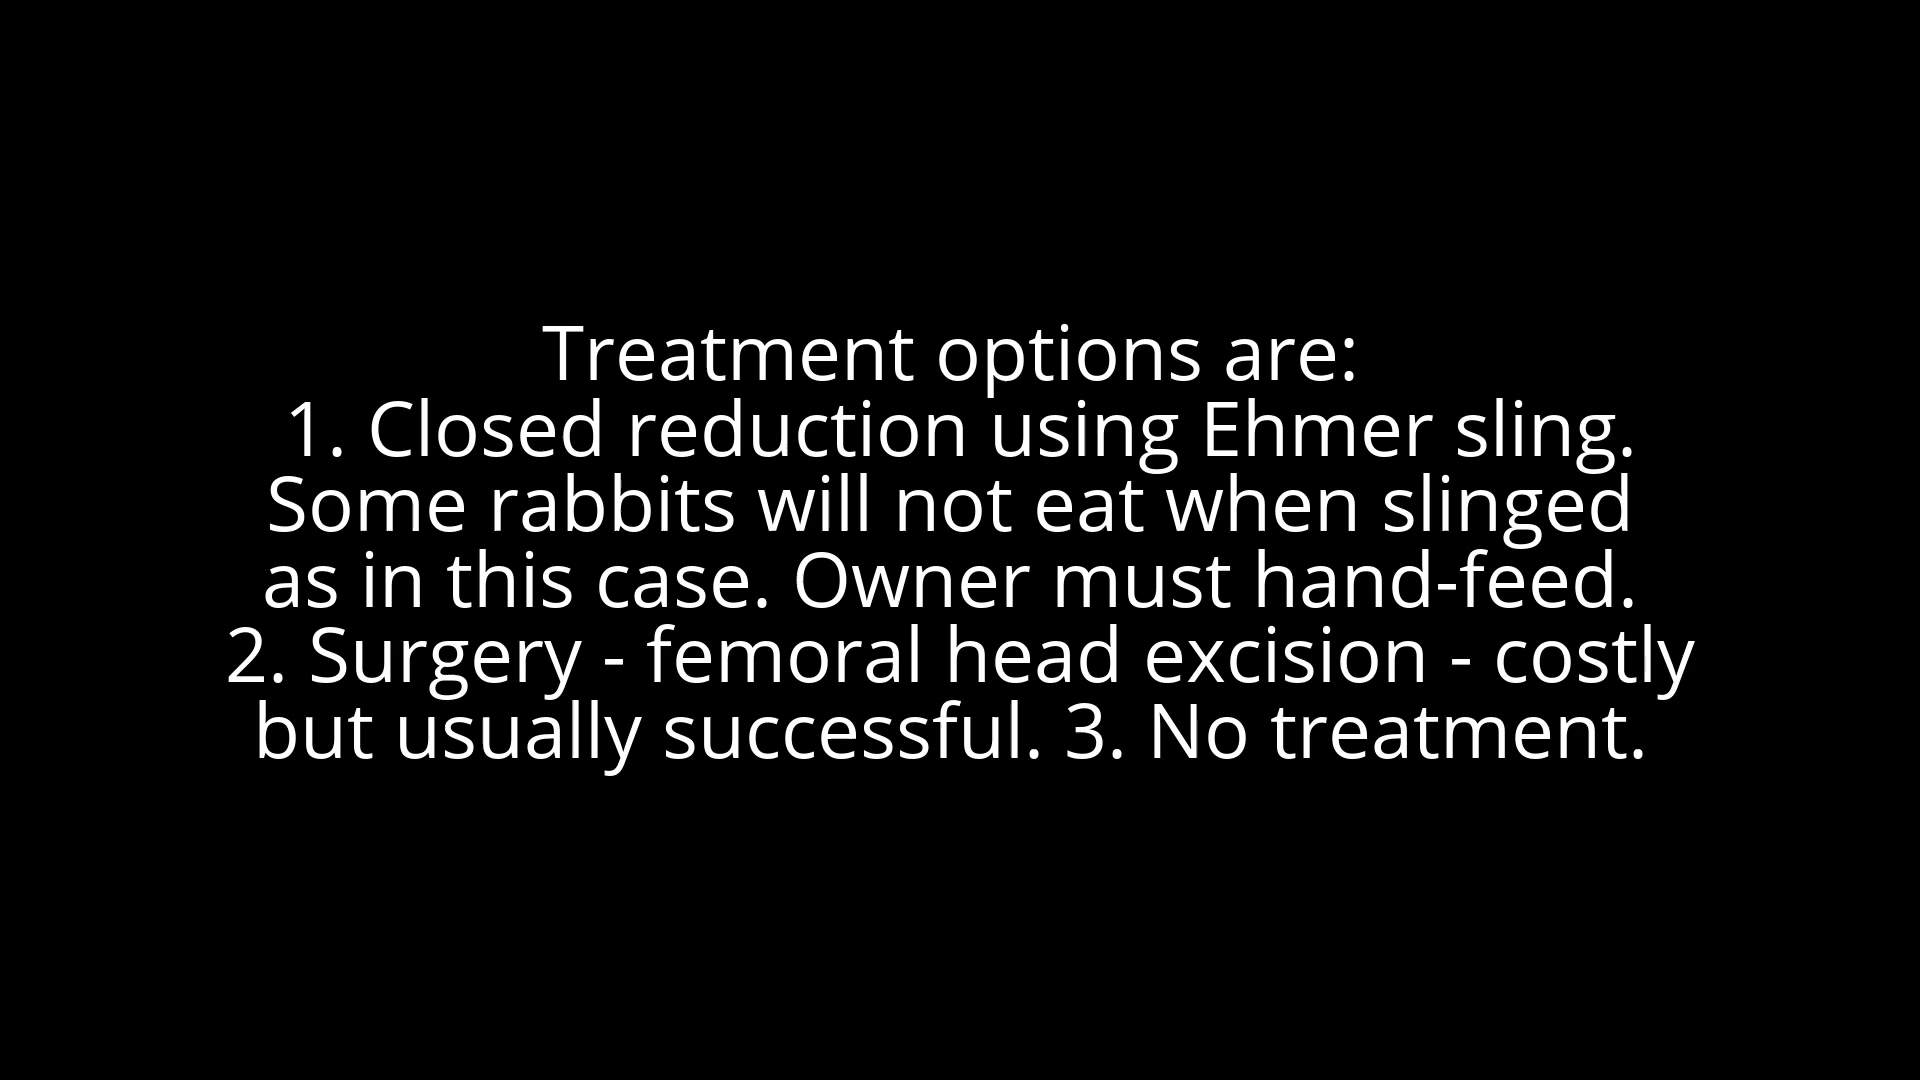 Treatment options are:
1. Closed reduction using Ehmer sling.
Some rabbits will not eat when slinged
as in this case. Owner must hand-feed.
2. Surgery - femoral head excision - costly
but usually successful. 3. No treatment.